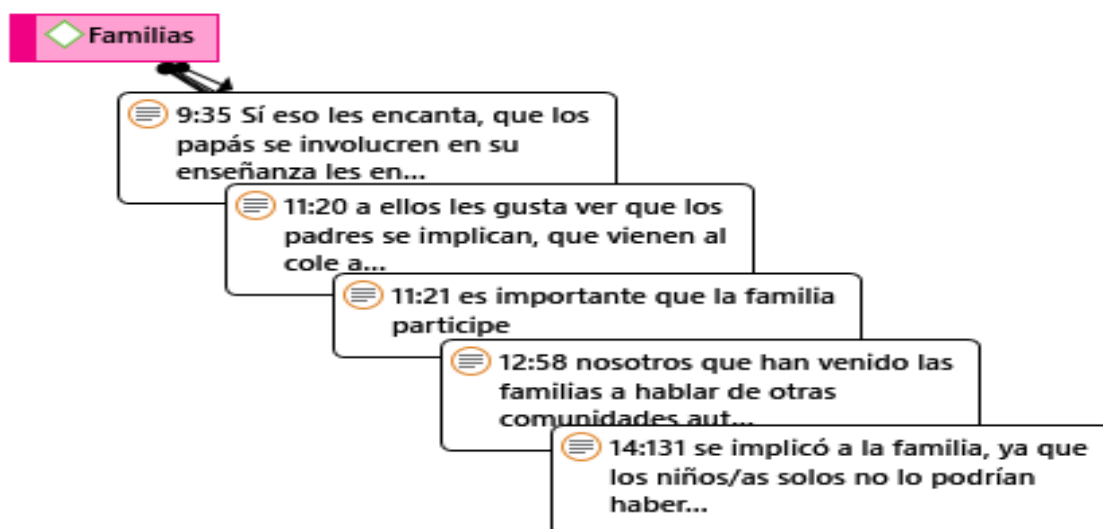 Familias
9:35 Sí eso les encanta, que los
papás se involucren en su
enseñanza les en...
11:20 a ellos les gusta ver que los
padres se implican, que vienen al
cole a...
11:21 es importante que la familia
participe
12:58 nosotros que han venido las
familias a hablar de otras
comunidades aut...
14:131 se implicó a la familia, ya que
los niños/as solos no lo podrían
haber...